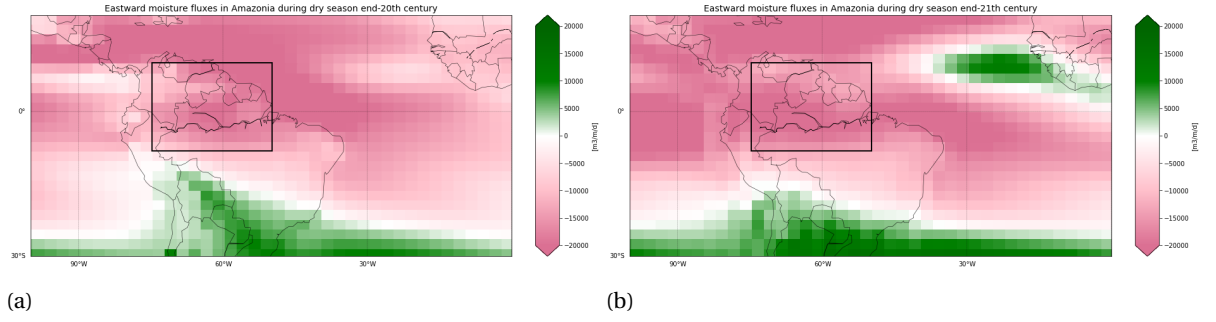 Eastward moisture fluxes in Amazonia during dry season end-20th century
20000
15000
10000
5000
0
−5000
−10000
−15000
−20000
[m3/m/d]
0°
30°S
90°W
60°W
30°W
(a)
Eastward moisture fluxes in Amazonia during dry season end-21th century
20000
15000
10000
5000
0
−5000
−10000
−15000
−20000
[m3/m/d]
0°
30°S
90°W
60°W
30°W
(b)